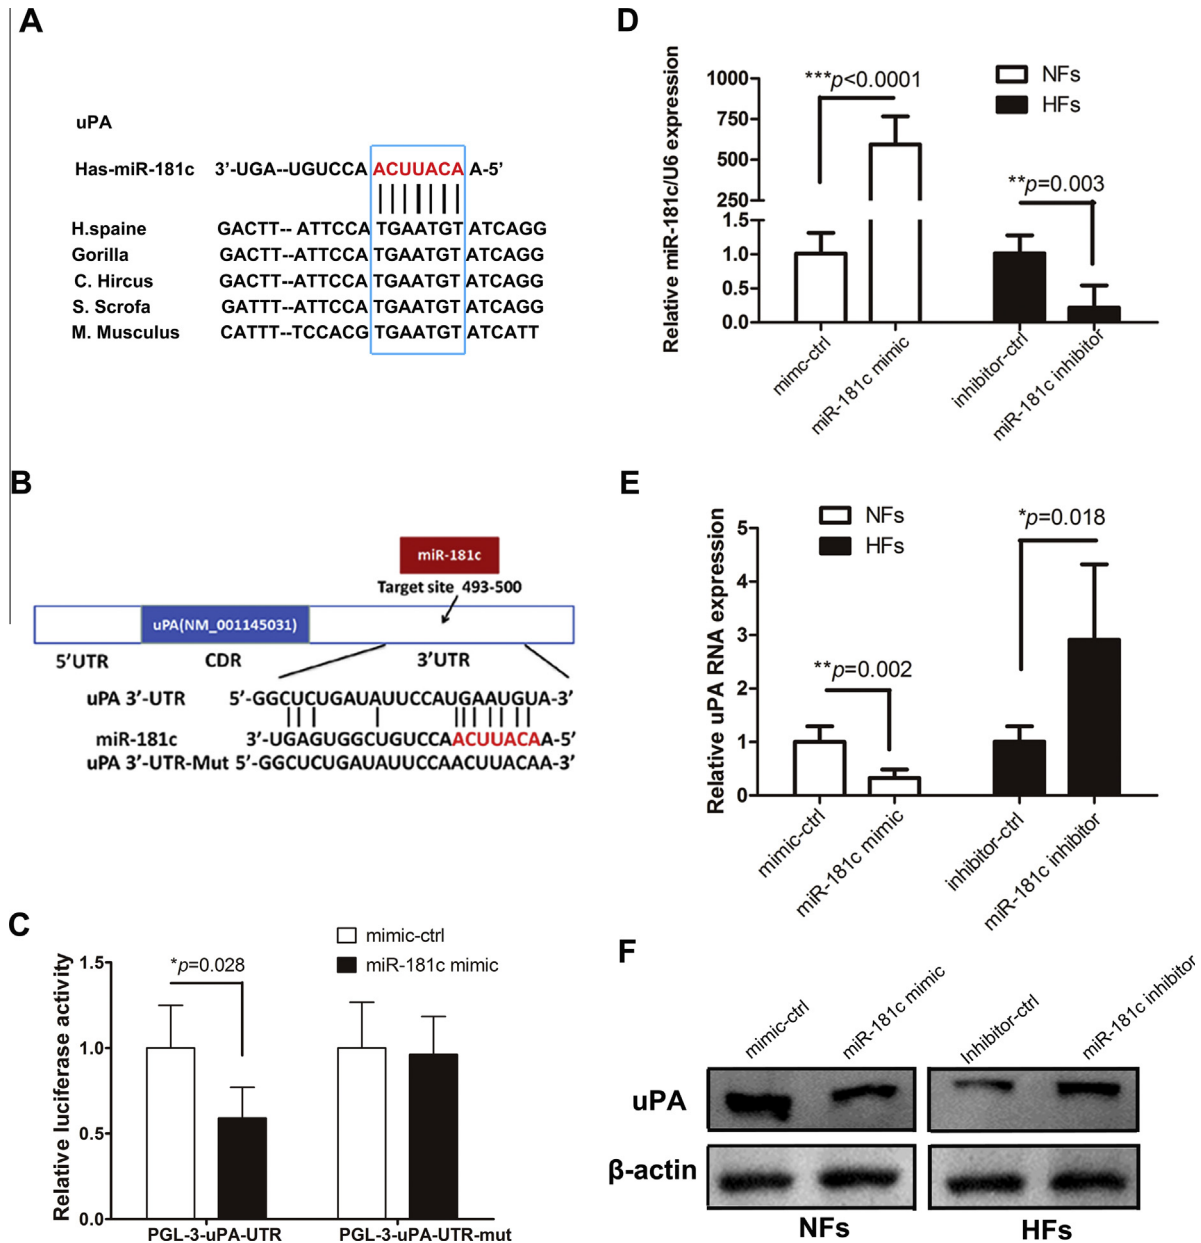 A
uPA
Has-miR-181c 3’-UGA--UGUCCA ACUUACA A-5’
H.spaine GACTT-- ATTCCA TGAATGT ATCAGG
Gorilla GACTT--ATTCCA TGAATGT ATCAGG
C. Hircus GACTT--ATTCCA TGAATGT ATCAGG
S. Scrofa GATTT--ATTCCA TGAATGT ATCAGG
M. Musculus CATTT--TCCACG TGAATGT ATCATT
B
miR-181c
Target site 493-500
uPA(NM_001145031)
5’UTR CDR 3’UTR
uPA 3’-UTR 5’-GGCUCUGAUAUUCCAUGAAUGUA-3’
miR-181c 3’-UGAGUGGCUGUCCAACUUACAA-5’
uPA 3’-UTR-Mut 5’-GGCUCUGAUAUUCCAACUUACAA-3’
C
mimic-ctrl
miR-181c mimic
*p=0.028
Relative luciferase activity
1.5
1.0
0.5
0.0
PGL-3-uPA-UTR PGL-3-uPA-UTR-mut
D
NFs
HFs
***p<0.0001
**p=0.003
Relative miR-181c/U6 expression
1000
750
500
250
1.5
1.0
0.5
0.0
mimc-ctrl
miR-181c mimic
inhibitor-ctrl
miR-181c inhibitor
E
NFs
HFs
*p=0.018
**p=0.002
Relative uPA RNA expression
5
4
3
2
1
0
mimic-ctrl
miR-181c mimic
inhibitor-ctrl
miR-181c inhibitor
F
mimic-ctrl
miR-181c mimic
Inhibitor-ctrl
miR-181c inhibitor
uPA
β-actin
NFs HFs